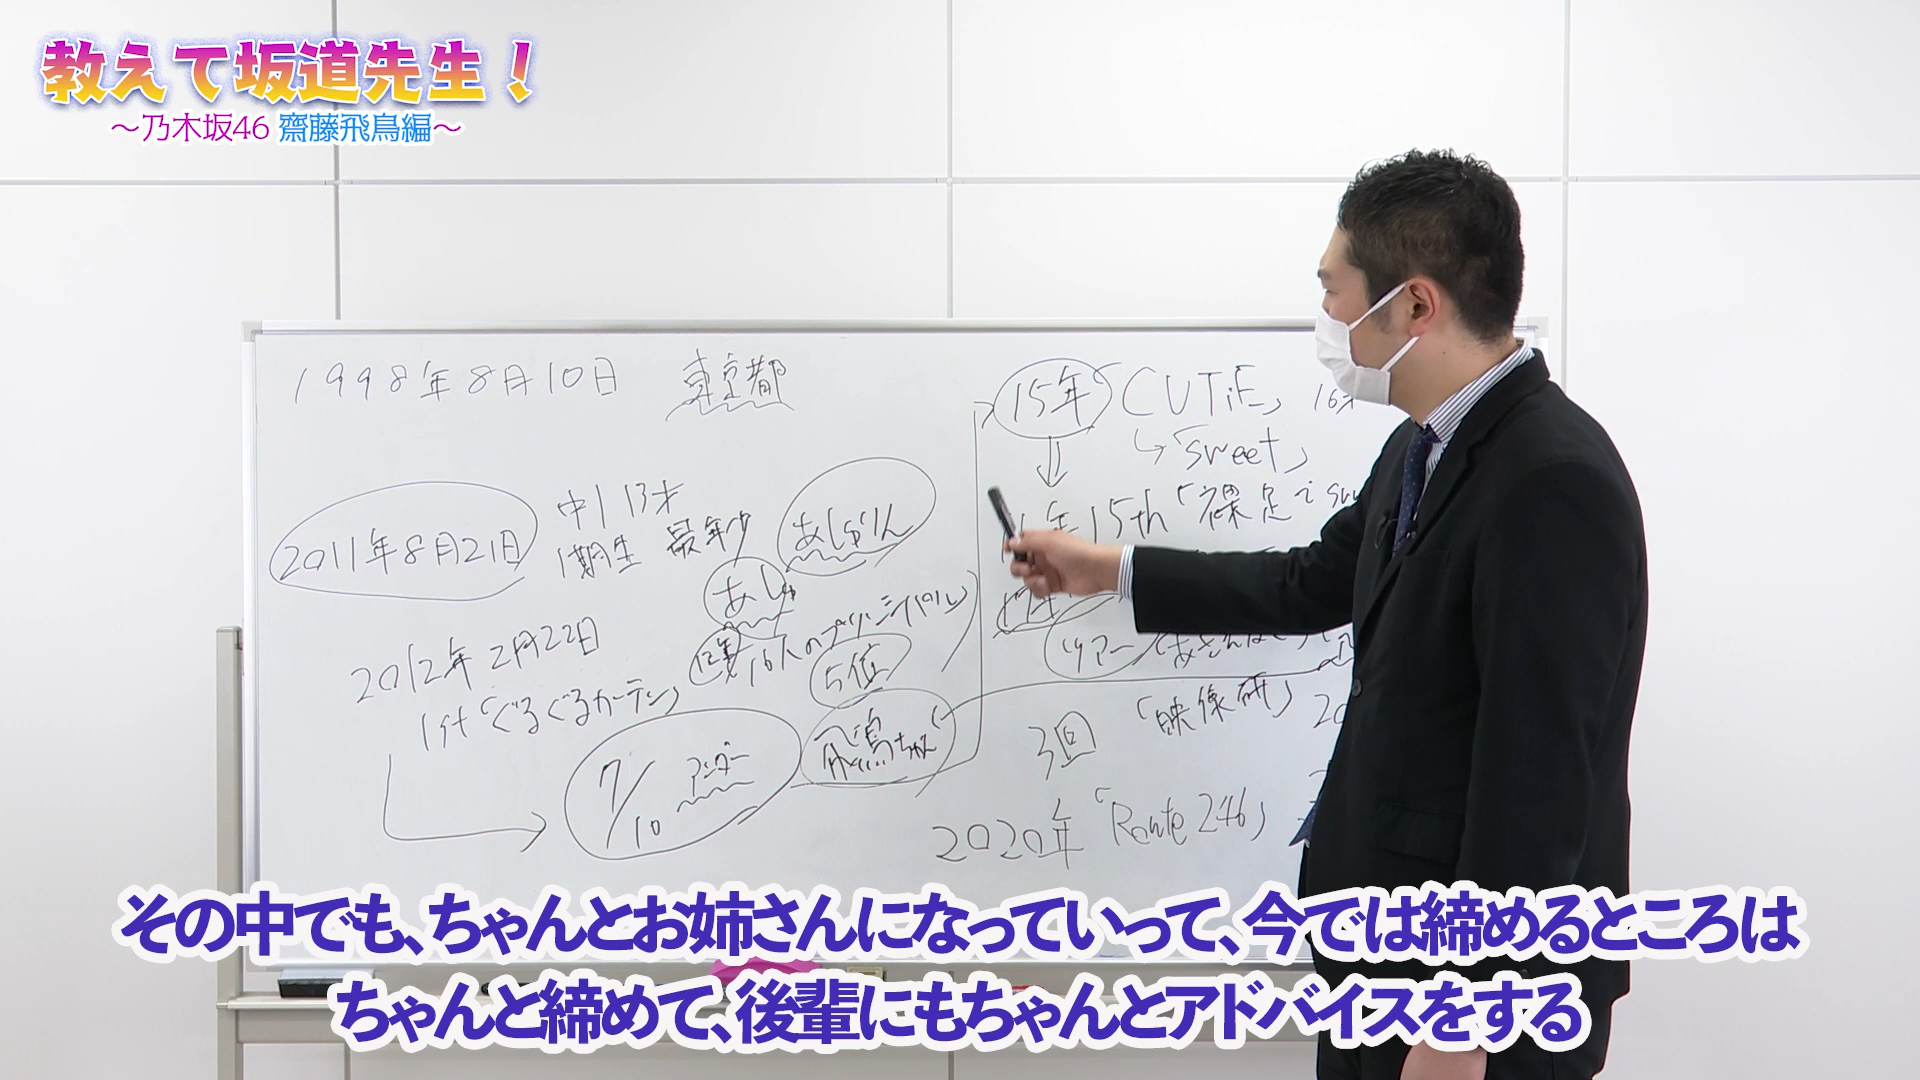 教えて坂道先生!
～乃木坂46 齋藤飛鳥編～
1998年8月10日 東京都
2011年8月21日
中1 13才
1期生 最年少
あしゅりん
あしゅ
2012年2月22日
1st「ぐるぐるカーテン」
16人のプリンシパル
5位
7/10 アンダー
飛鳥ちゃん
15年「CUTiE」 16才
↳「sweet」
年15th「裸足でSu
ツアー
3回 「映像研」 20
2020年「Route 246」
その中でも、ちゃんとお姉さんになっていって、今では締めるところは
ちゃんと締めて、後輩にもちゃんとアドバイスをする